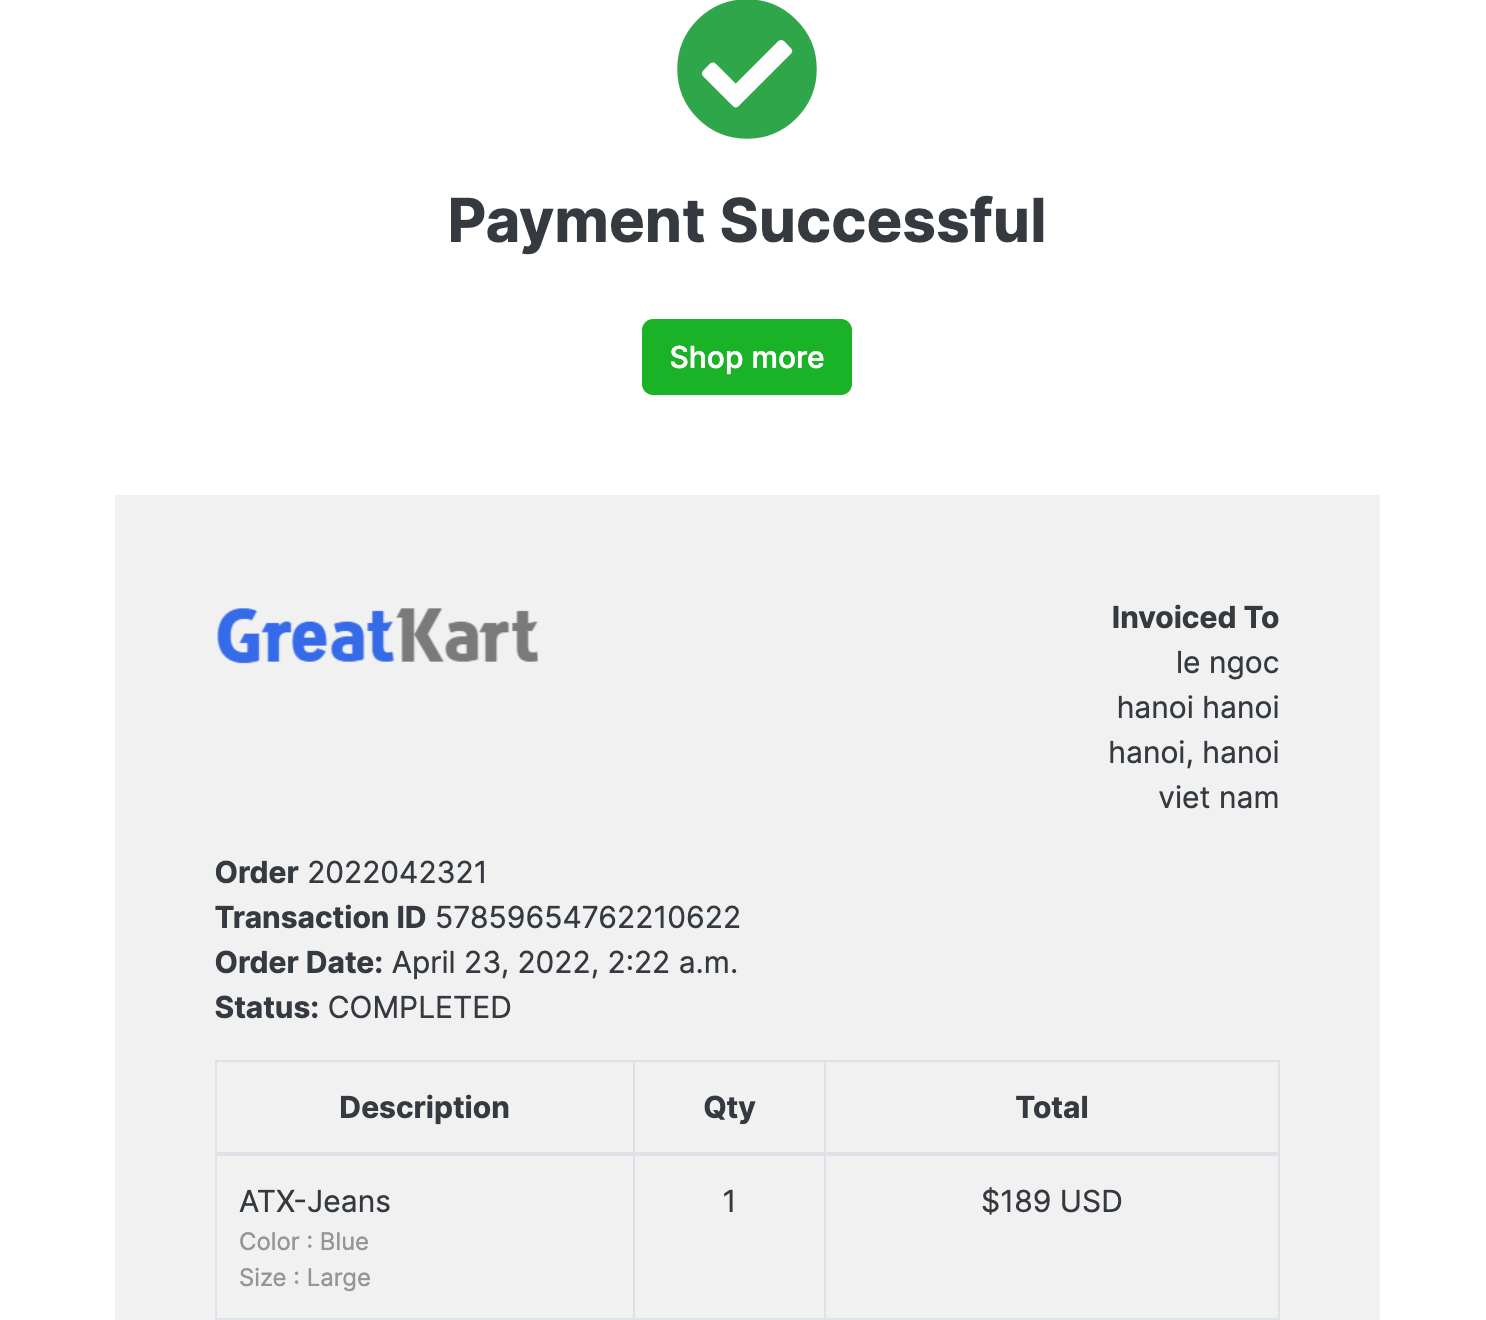 Payment Successful
Shop more
GreatKart
Invoiced To
le ngoc
hanoi hanoi
hanoi, hanoi
viet nam
Order 2022042321
Transaction ID 57859654762210622
Order Date: April 23, 2022, 2:22 a.m.
Status: COMPLETED
Description Qty Total
ATX-Jeans 1 $189 USD
Color : Blue
Size : Large